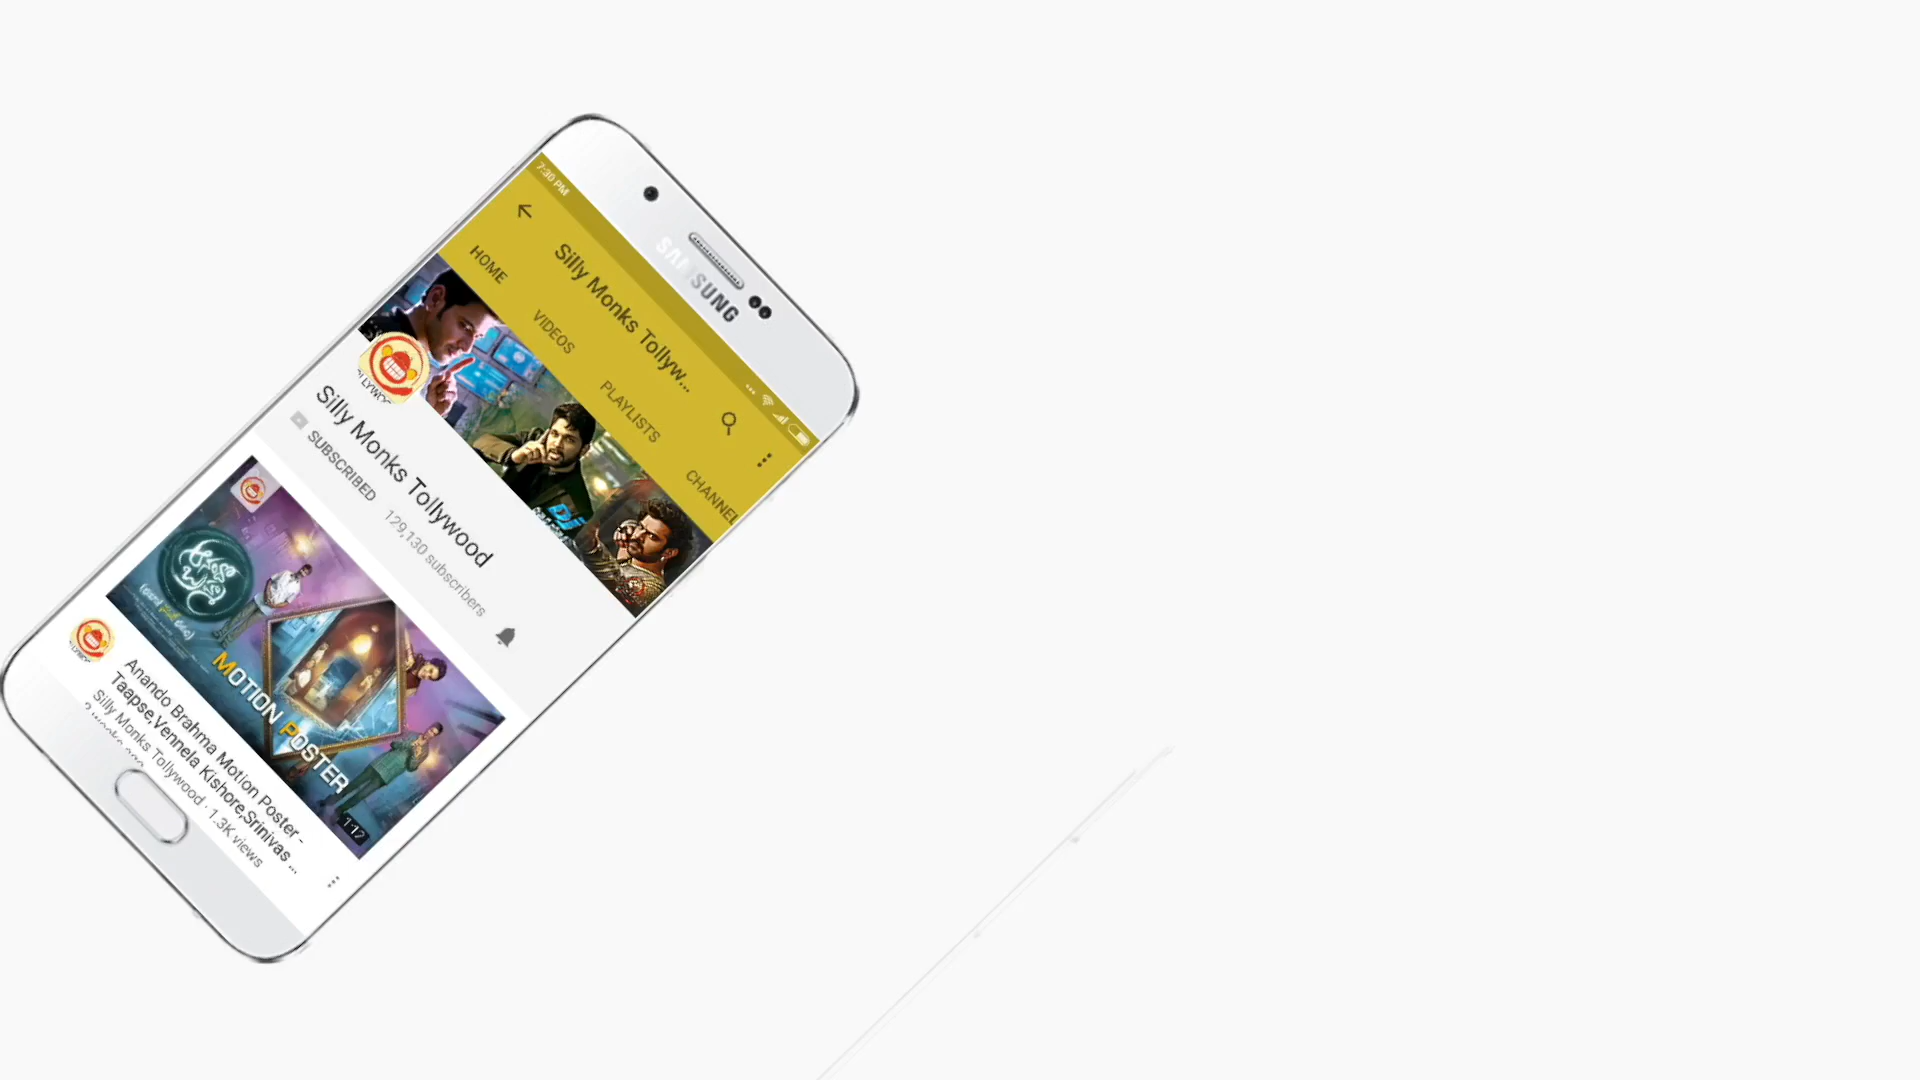 SAMSUNG
7:30 PM
Silly Monks Tollyw...
HOME
VIDEOS
PLAYLISTS
CHANNEL
Silly Monks Tollywood
SUBSCRIBED
129,130 subscribers
MOTION POSTER
1:12
Anando Brahma Motion Poster -
Taapse,Vennela Kishore,Srinivas ...
Silly Monks Tollywood · 1.3K views